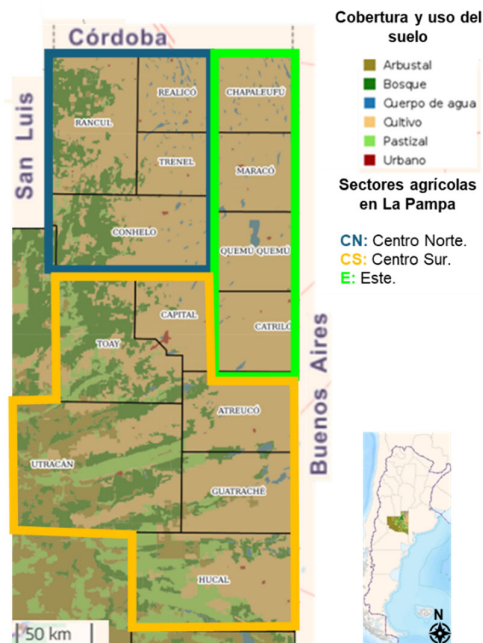 Córdoba
San Luis
Buenos Aires
REALICÓ
CHAPALEUFÚ
RANCUL
TRENEL
MARACÓ
CONHELO
QUEMÚ QUEMÚ
CAPITAL
CATRILÓ
TOAY
ATREUCÓ
UTRACÁN
GUATRACHÉ
HUCAL
50 km
Cobertura y uso del
suelo
Arbustal
Bosque
Cuerpo de agua
Cultivo
Pastizal
Urbano
Sectores agrícolas
en La Pampa
CN: Centro Norte.
CS: Centro Sur.
E: Este.
N